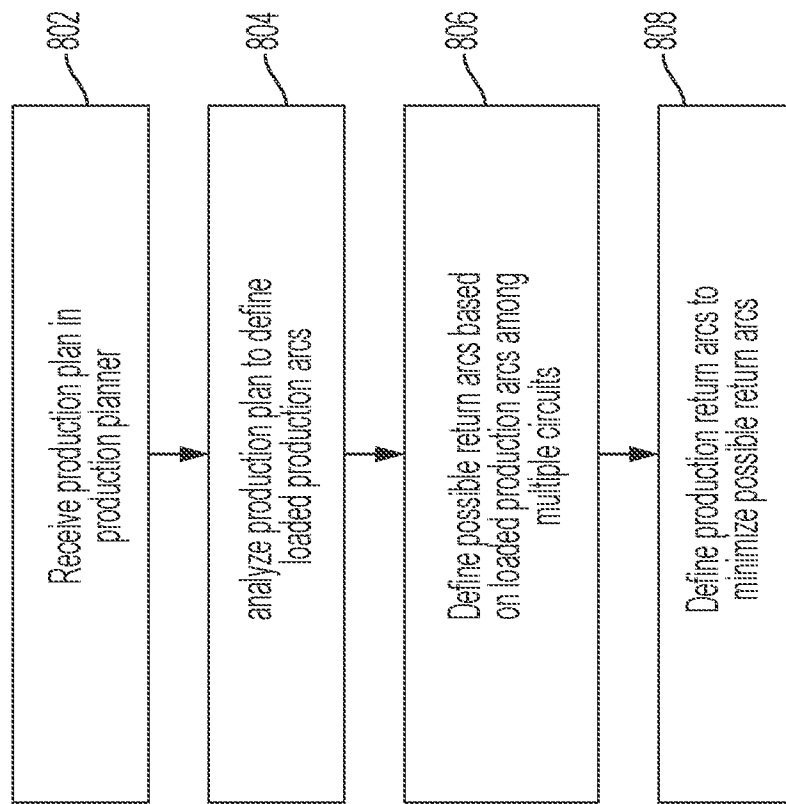 Receive production plan in
production planner
802
analyze production plan to define
loaded production arcs
804
Define possible return arcs based
on loaded production arcs among
multiple circuits
806
Define production return arcs to
minimize possible return arcs
808